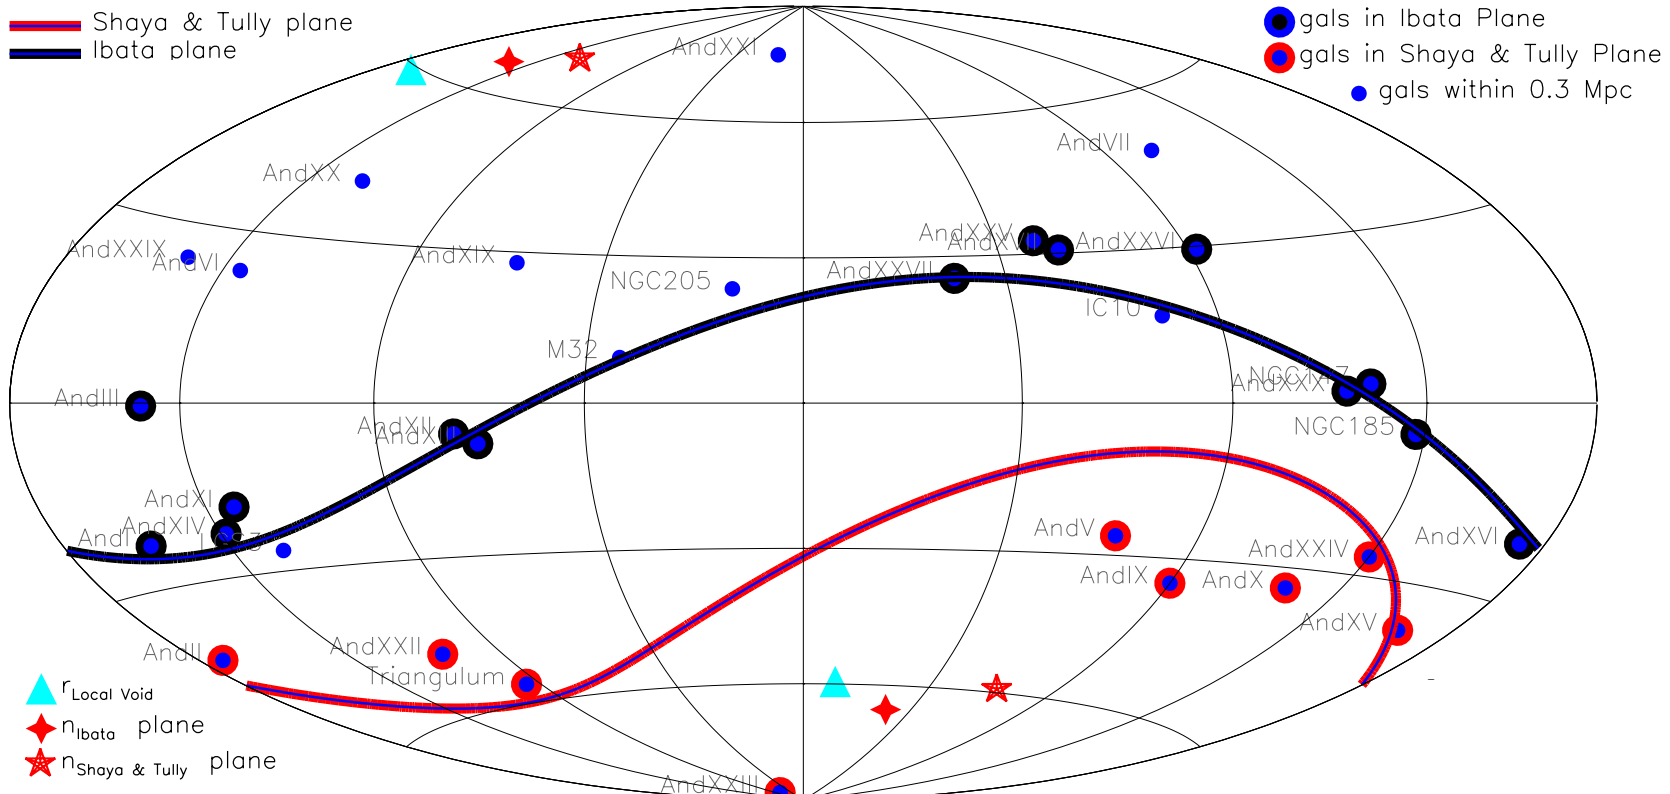 Shaya & Tully plane
Ibata plane
gals in Ibata Plane
gals in Shaya & Tully Plane
gals within 0.3 Mpc
AndXXI
AndVII
AndXX
AndXXIX
AndVI
AndXIX
NGC205
AndXXV
AndXXVI
AndXXVII
IC10
M32
AndIII
NGC147
AndXXX
NGC185
AndXII
AndXI
AndXIV
AndI
AndXVI
AndV
AndXXIV
AndIX
AndX
AndXV
AndII
AndXXII
Triangulum
AndXXIII
r Local Void
n Ibata plane
n Shaya & Tully plane